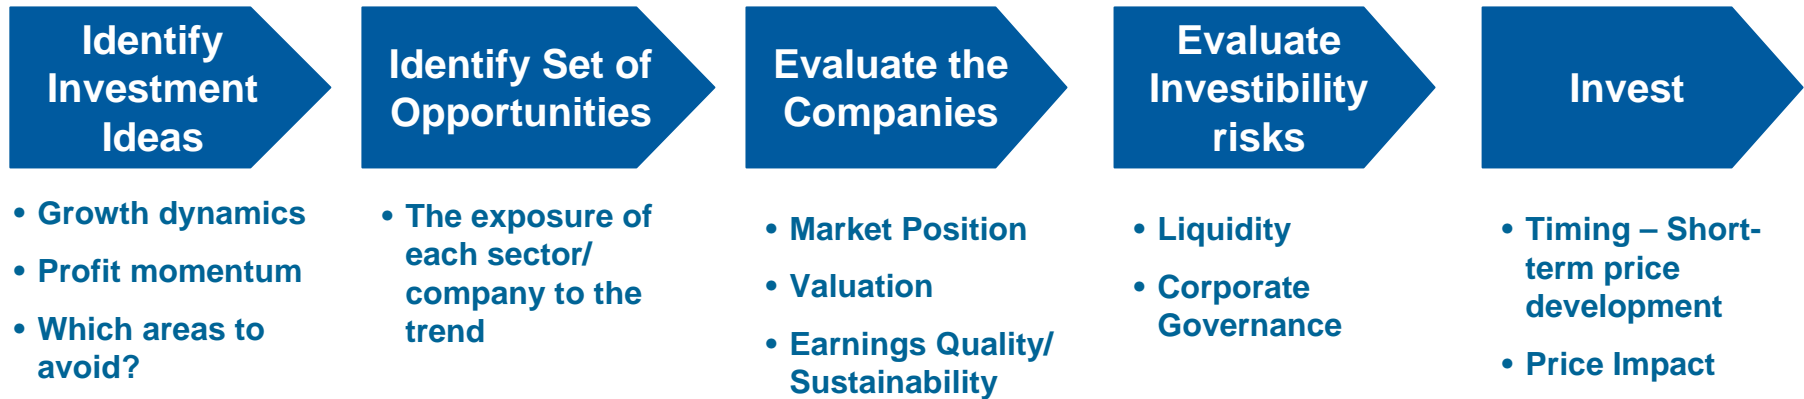 Identify
Investment
Ideas
• Growth dynamics
• Profit momentum
• Which areas to
avoid?
Identify Set of
Opportunities
• The exposure of
each sector/
company to the
trend
Evaluate the
Companies
• Market Position
• Valuation
• Earnings Quality/
Sustainability
Evaluate
Investibility
risks
• Liquidity
• Corporate
Governance
Invest
• Timing – Short-
term price
development
• Price Impact